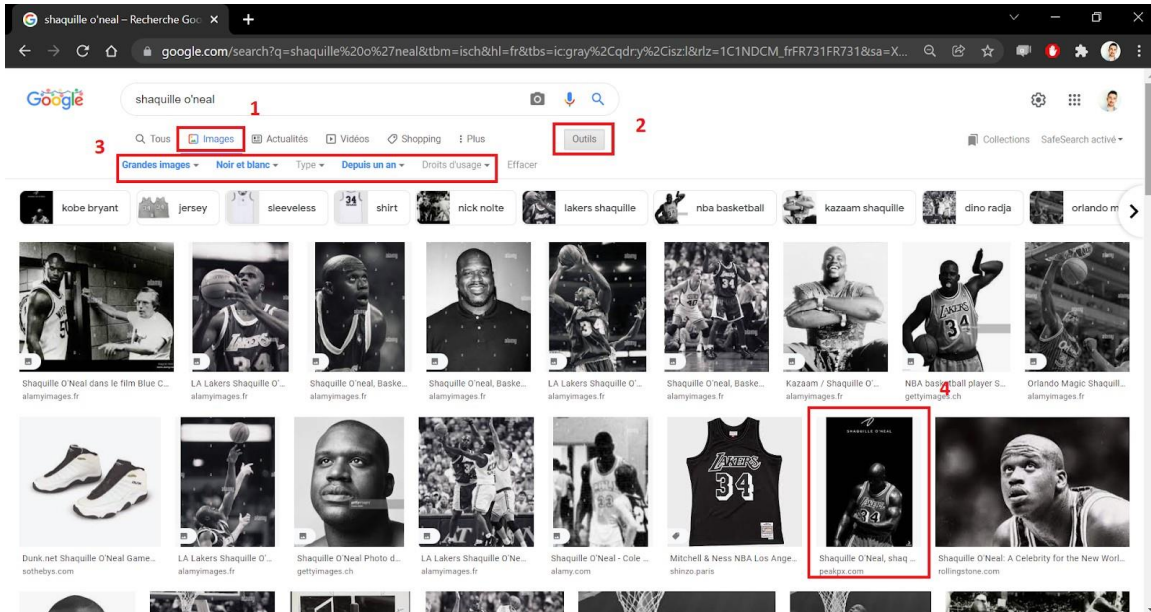 shaquille o'neal – Recherche Goo
google.com/search?q=shaquille%20o%27neal&tbm=isch&hl=fr&tbs=ic:gray%2Cqdr:y%2Cisz:l&rlz=1C1NDCM_frFR731FR731&sa=X...
Google
shaquille o'neal
1
2
3
Tous Images Actualités Vidéos Shopping Plus Outils Collections SafeSearch activé
Grandes images Noir et blanc Type Depuis un an Droits d'usage Effacer
kobe bryant jersey sleeveless shirt nick nolte lakers shaquille nba basketball kazaam shaquille dino radja orlando m
Shaquille O'Neal dans le film Blue C... LA Lakers Shaquille O'... Shaquille O'neal, Baske... Shaquille O'neal, Baske... LA Lakers Shaquille O'... Shaquille O'neal, Baske... Kazaam / Shaquille O'... NBA basketball player S... Orlando Magic Shaquill...
alamyimages.fr alamyimages.fr alamyimages.fr alamyimages.fr alamyimages.fr alamyimages.fr alamyimages.fr gettyimages.ch alamyimages.fr
4
SHAQUILLE O'NEAL
LAKERS
34
Dunk.net Shaquille O'Neal Game... LA Lakers Shaquille O'... Shaquille O'Neal Photo d... LA Lakers Shaquille O'Ne... Shaquille O'Neal - Cole ... Mitchell & Ness NBA Los Ange... Shaquille O'Neal, shaq ... Shaquille O'Neal: A Celebrity for the New Worl...
sothebys.com alamyimages.fr gettyimages.ch alamyimages.fr alamy.com shinzo.paris peakpx.com rollingstone.com